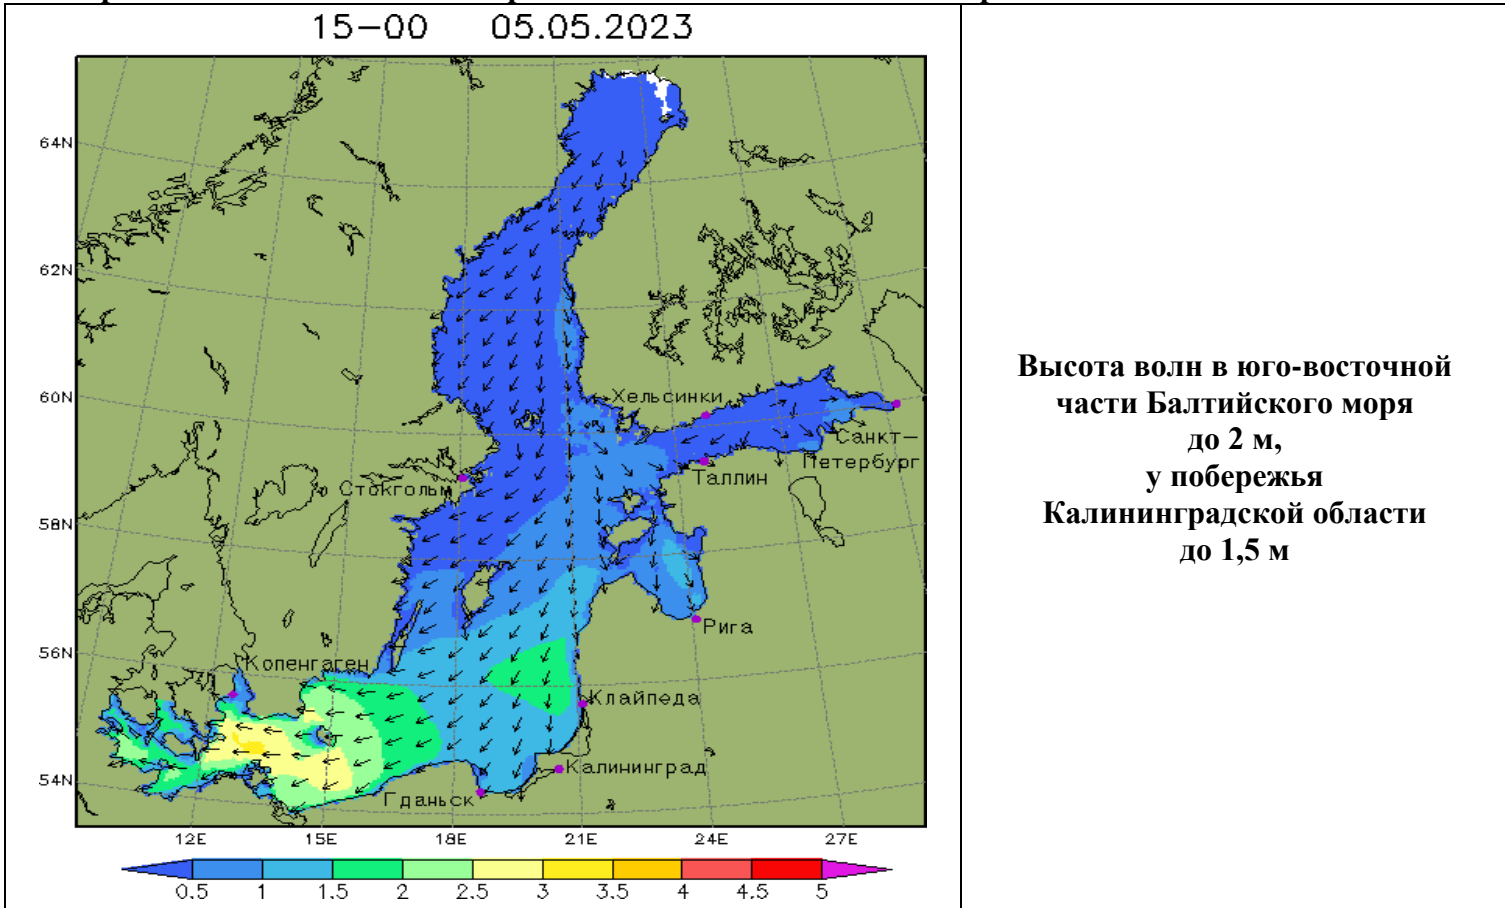 15-00 05.05.2023
64N
62N
60N
58N
56N
54N
Хельсинки
Санкт-
Петербург
Таллин
Стокгольм
Рига
Копенгаген
Клайпеда
Калининград
Гданьск
12E 15E 18E 21E 24E 27E
0.5 1 1.5 2 2.5 3 3.5 4 4.5 5
Высота волн в юго-восточной
части Балтийского моря
до 2 м,
у побережья
Калининградской области
до 1,5 м